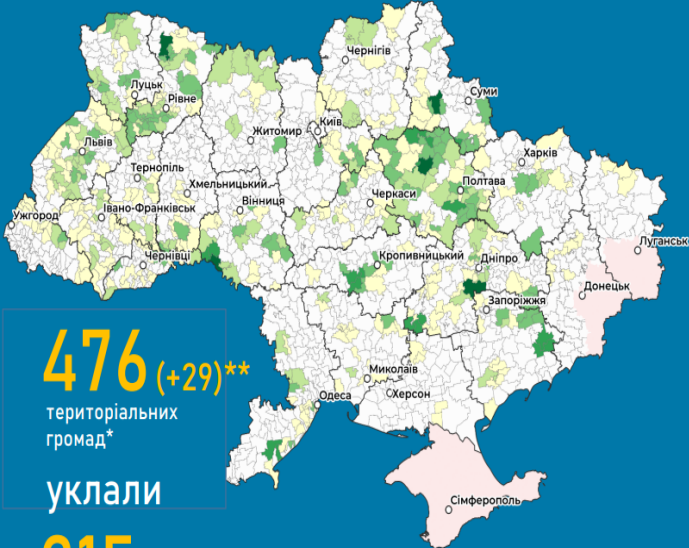 Чернігів
Луцьк
Рівне
Суми
Київ
Житомир
Львів
Харків
Тернопіль
Полтава
Хмельницький
Черкаси
Вінниця
Івано-Франківськ
Ужгород
Луганськ
Чернівці
Кропивницький
Дніпро
Донецьк
Запоріжжя
476 (+29)**
територіальних
громад*
Миколаїв
Одеса
Херсон
уклали
Сімферополь